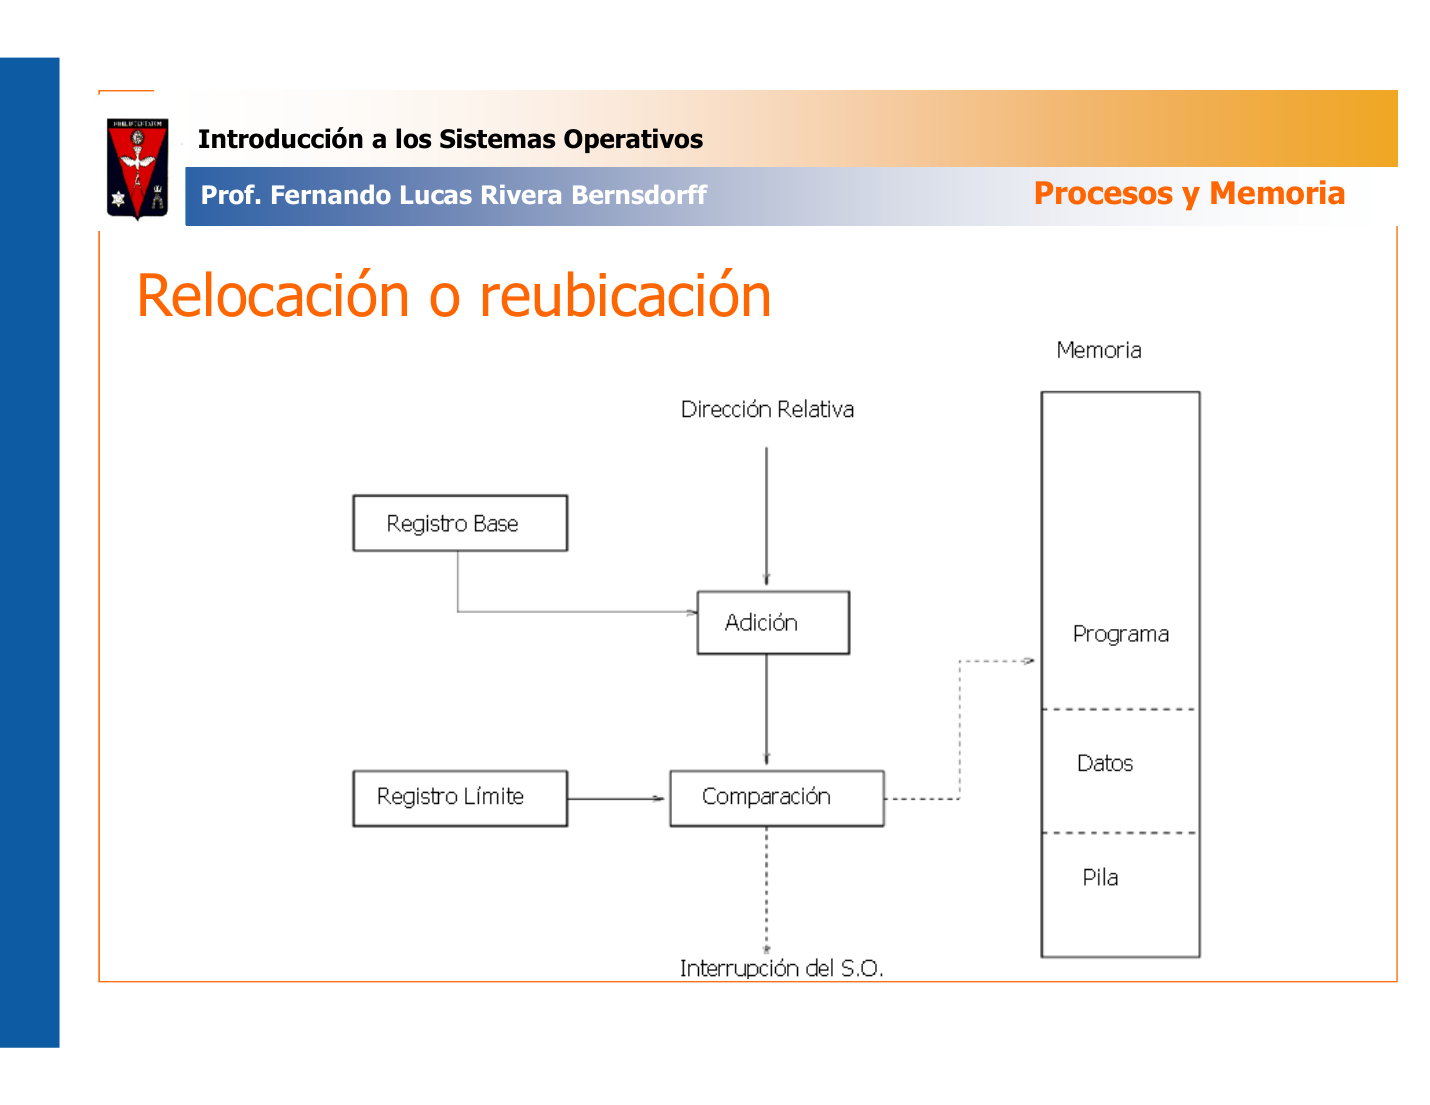 Introducción a los Sistemas Operativos
Prof. Fernando Lucas Rivera Bernsdorff
Procesos y Memoria
Relocación o reubicación
Memoria
Dirección Relativa
Registro Base
Adición
Programa
Datos
Registro Límite
Comparación
Pila
Interrupción del S.O.